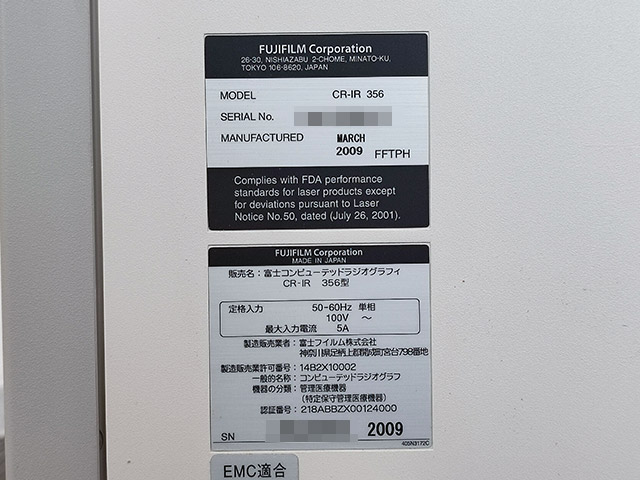 FUJIFILM Corporation
26-30, NISHIAZABU 2-CHOME, MINATO-KU,
TOKYO 106-8620, JAPAN
MODEL CR-IR 356
SERIAL No.
MANUFACTURED MARCH
2009 FFTPH
Complies with FDA performance
standards for laser products except
for deviations pursuant to Laser
Notice No.50, dated (July 26, 2001).
FUJIFILM Corporation
MADE IN JAPAN
販売名：富士コンピューテッドラジオグラフィ
CR-IR 356型
定格入力 50-60Hz 単相
100V ～
最大入力電流 5A
製造販売業者：富士フイルム株式会社
神奈川県足柄上郡開成町宮台798番地
製造販売業許可番号：14B2X10002
一般的名称：コンピューテッドラジオグラフ
機器の分類：管理医療機器
(特定保守管理医療機器)
認証番号：218ABBZX00124000
SN 2009
405N3172C
EMC適合